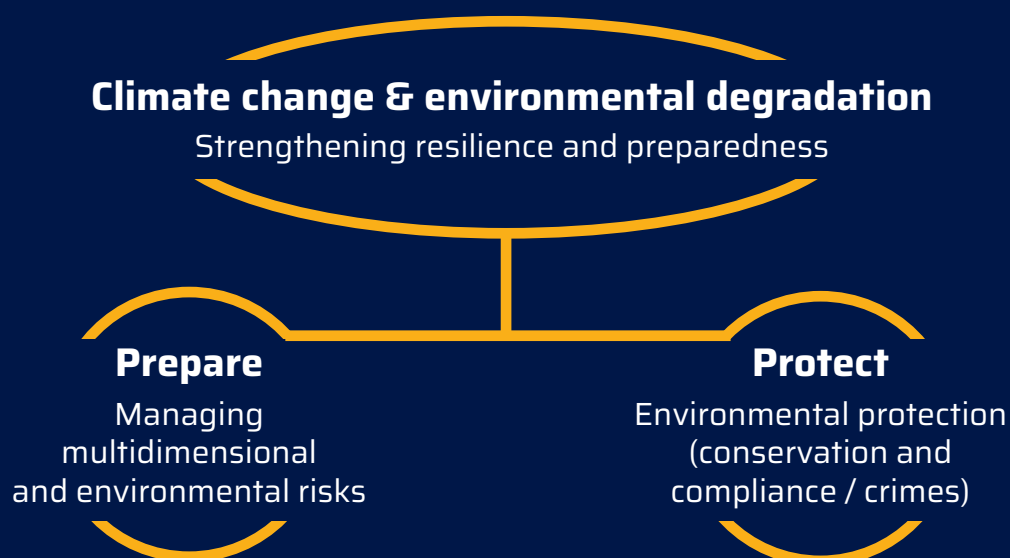 Climate change & environmental degradation
Strengthening resilience and preparedness
Prepare
Managing
multidimensional
and environmental risks
Protect
Environmental protection
(conservation and
compliance / crimes)